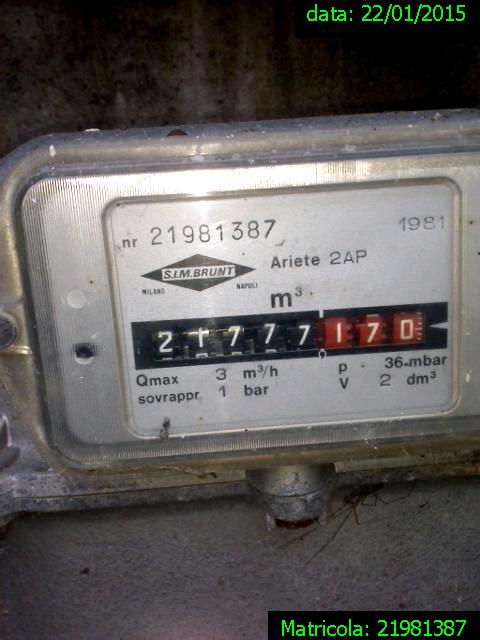 data: 22/01/2015
nr 21981387
1981
S.I.M.BRUNT
MILANO NAPOLI
Ariete 2AP
m³
21777170
Qmax 3 m³/h p 36-mbar
sovrappr. 1 bar V 2 dm³
Matricola: 21981387